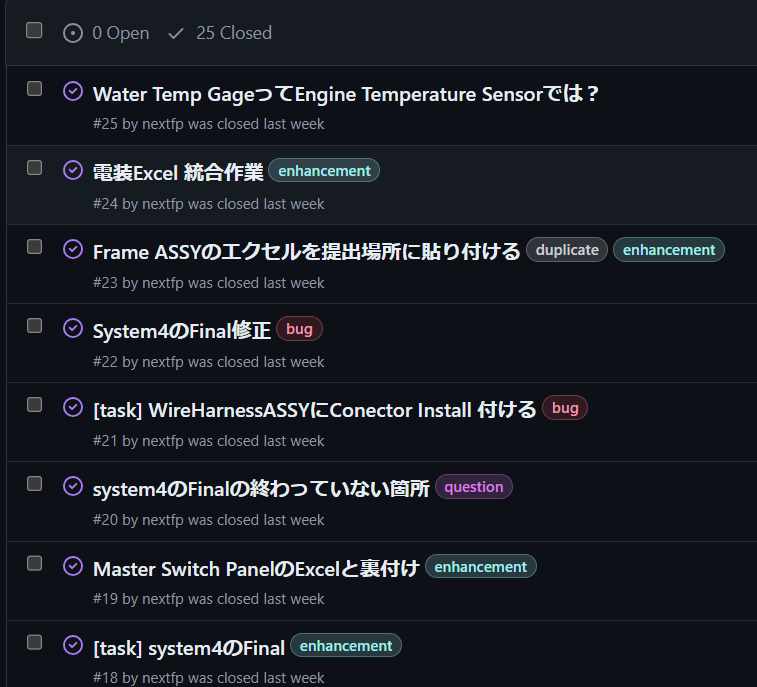 0 Open 25 Closed
Water Temp GageってEngine Temperature Sensorでは？
#25 by nextfp was closed last week
電装Excel 統合作業 enhancement
#24 by nextfp was closed last week
Frame ASSYのエクセルを提出場所に貼り付ける duplicate enhancement
#23 by nextfp was closed last week
System4のFinal修正 bug
#22 by nextfp was closed last week
[task] WireHarnessASSYにConector Install 付ける bug
#21 by nextfp was closed last week
system4のFinalの終わっていない箇所 question
#20 by nextfp was closed last week
Master Switch PanelのExcelと裏付け enhancement
#19 by nextfp was closed last week
[task] system4のFinal enhancement
#18 by nextfp was closed last week